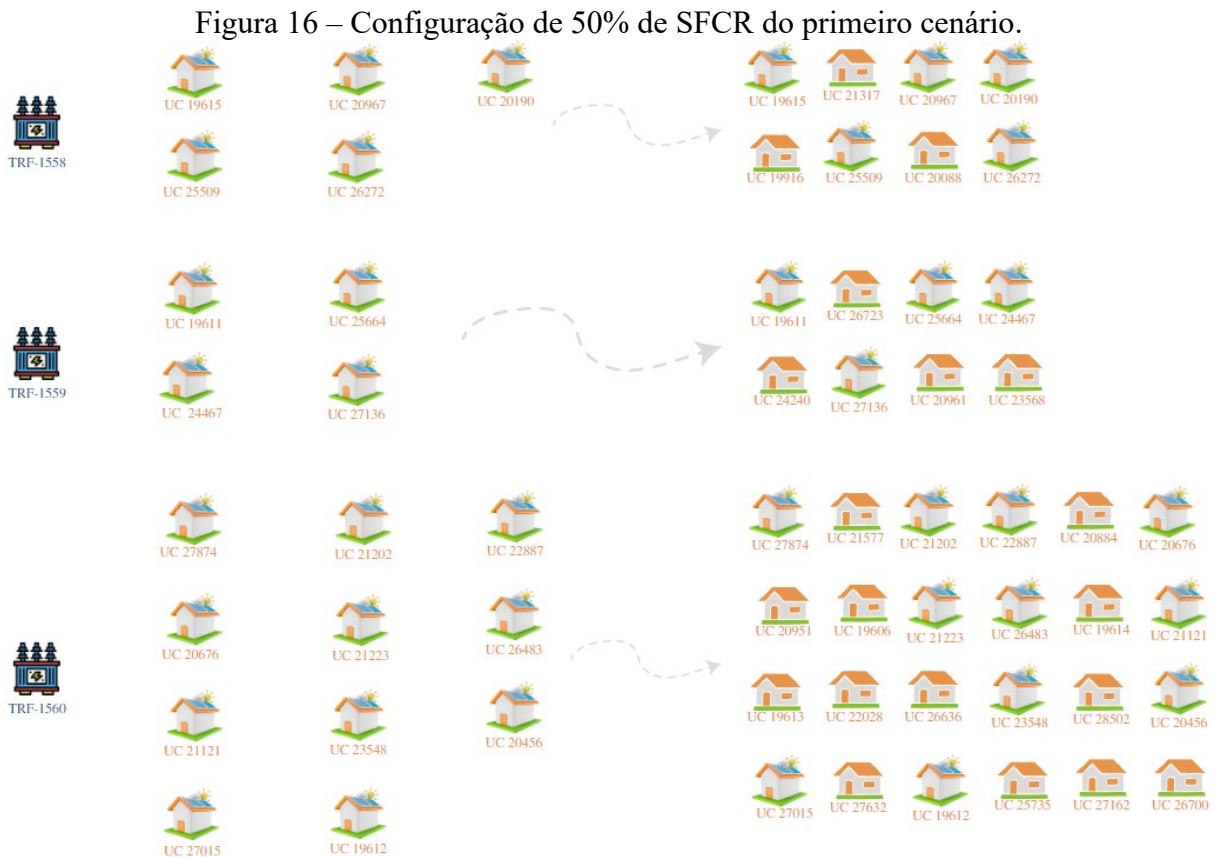 Figura 16 – Configuração de 50% de SFCR do primeiro cenário.
UC 19615 UC 20967 UC 20190
UC 25509 UC 26272
TRF-1558
UC 19615 UC 21317 UC 20967 UC 20190
UC 19916 UC 25509 UC 20088 UC 26272
UC 19611 UC 25664
UC 24467 UC 27136
TRF-1559
UC 19611 UC 26723 UC 25664 UC 24467
UC 24240 UC 27136 UC 20961 UC 23568
UC 27874 UC 21202 UC 22887
UC 20676 UC 21223 UC 26483
UC 21121 UC 23548 UC 20456
UC 27015 UC 19612
TRF-1560
UC 27874 UC 21577 UC 21202 UC 22887 UC 20884 UC 20676
UC 20951 UC 19606 UC 21223 UC 26483 UC 19614 UC 21121
UC 19613 UC 22028 UC 26636 UC 23548 UC 28502 UC 20456
UC 27015 UC 27632 UC 19612 UC 25735 UC 27162 UC 26700